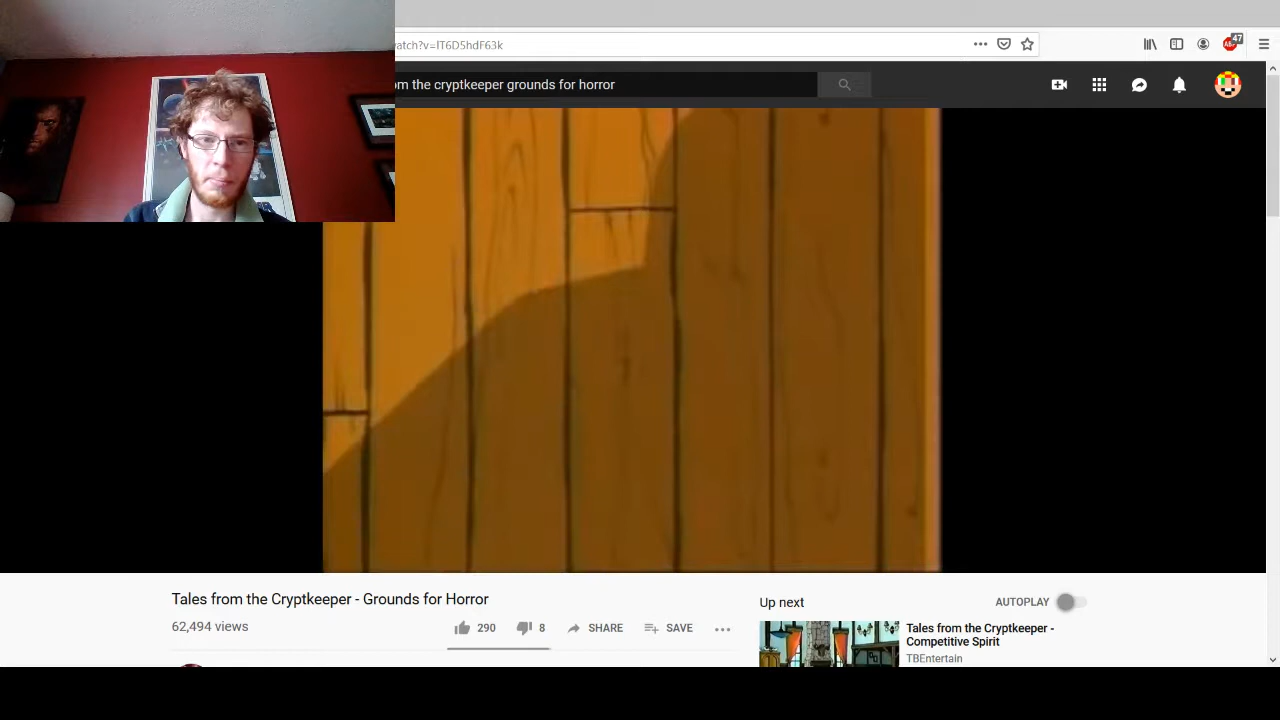 atch?v=lT6D5hdF63k
47
om the cryptkeeper grounds for horror
Tales from the Cryptkeeper - Grounds for Horror
62,494 views
290
8
SHARE
SAVE
Up next
AUTOPLAY
Tales from the Cryptkeeper -
Competitive Spirit
TBEntertain